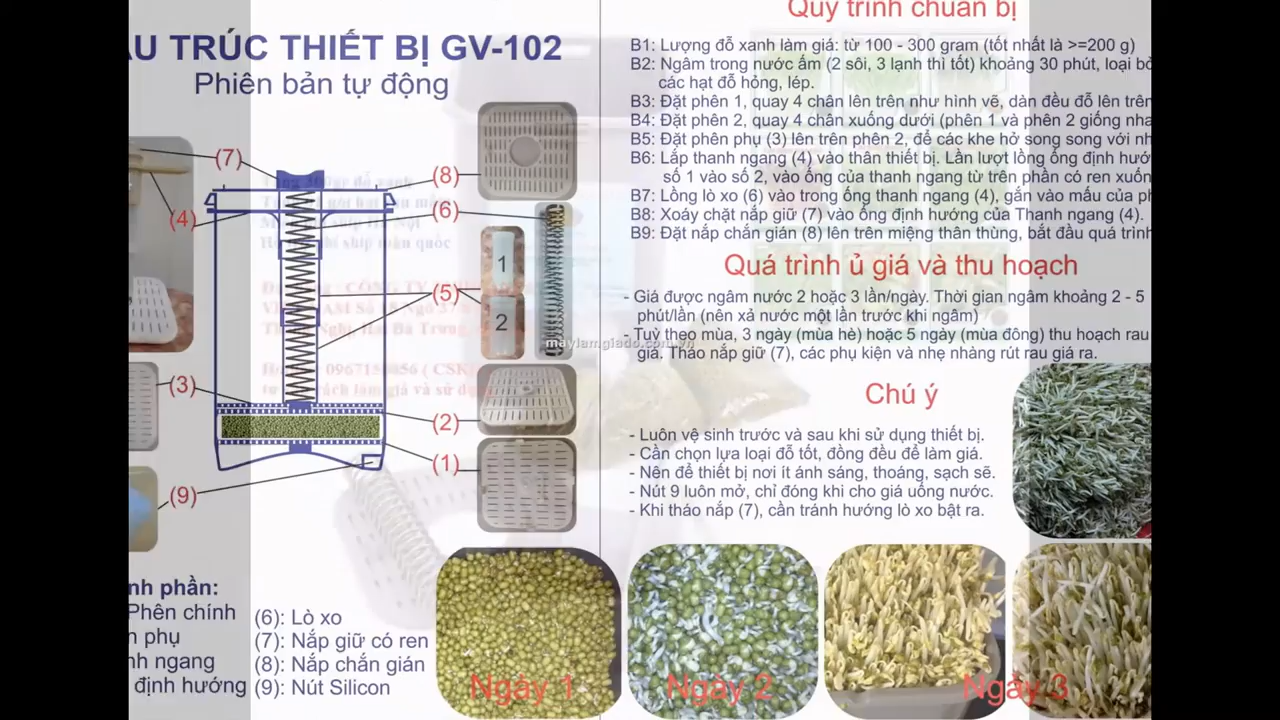 ẤU TRÚC THIẾT BỊ GV-102
Phiên bản tự động
(7)
(4)
(3)
(9)
(8)
(6)
(5)
(2)
(1)
1
2
nh phần:
Phên chính
n phụ
nh ngang
định hướng
(6): Lò xo
(7): Nắp giữ có ren
(8): Nắp chắn gián
(9): Nút Silicon
Quy trình chuẩn bị
B1: Lượng đỗ xanh làm giá: từ 100 - 300 gram (tốt nhất là >=200 g)
B2: Ngâm trong nước ấm (2 sôi, 3 lạnh thì tốt) khoảng 30 phút, loại bỏ
các hạt đỗ hỏng, lép.
B3: Đặt phên 1, quay 4 chân lên trên như hình vẽ, dàn đều đỗ lên trên
B4: Đặt phên 2, quay 4 chân xuống dưới (phên 1 và phên 2 giống nha
B5: Đặt phên phụ (3) lên trên phên 2, để các khe hở song song với nh
B6: Lắp thanh ngang (4) vào thân thiết bị. Lần lượt lồng ống định hướ
số 1 vào số 2, vào ống của thanh ngang từ trên phần có ren xuốn
B7: Lồng lò xo (6) vào trong ống thanh ngang (4), gắn vào mấu của ph
B8: Xoáy chặt nắp giữ (7) vào ống định hướng của Thanh ngang (4).
B9: Đặt nắp chắn gián (8) lên trên miệng thân thùng, bắt đầu quá trình
Quá trình ủ giá và thu hoạch
- Giá được ngâm nước 2 hoặc 3 lần/ngày. Thời gian ngâm khoảng 2 - 5
phút/lần (nên xả nước một lần trước khi ngâm)
- Tuỳ theo mùa, 3 ngày (mùa hè) hoặc 5 ngày (mùa đông) thu hoạch rau
giá. Tháo nắp giữ (7), các phụ kiện và nhẹ nhàng rút rau giá ra.
maylamgiado.com.vn
Chú ý
- Luôn vệ sinh trước và sau khi sử dụng thiết bị.
- Cần chọn lựa loại đỗ tốt, đồng đều để làm giá.
- Nên để thiết bị nơi ít ánh sáng, thoáng, sạch sẽ.
- Nút 9 luôn mở, chỉ đóng khi cho giá uống nước.
- Khi tháo nắp (7), cần tránh hướng lò xo bật ra.
Ngày 1
Ngày 2
Ngày 3